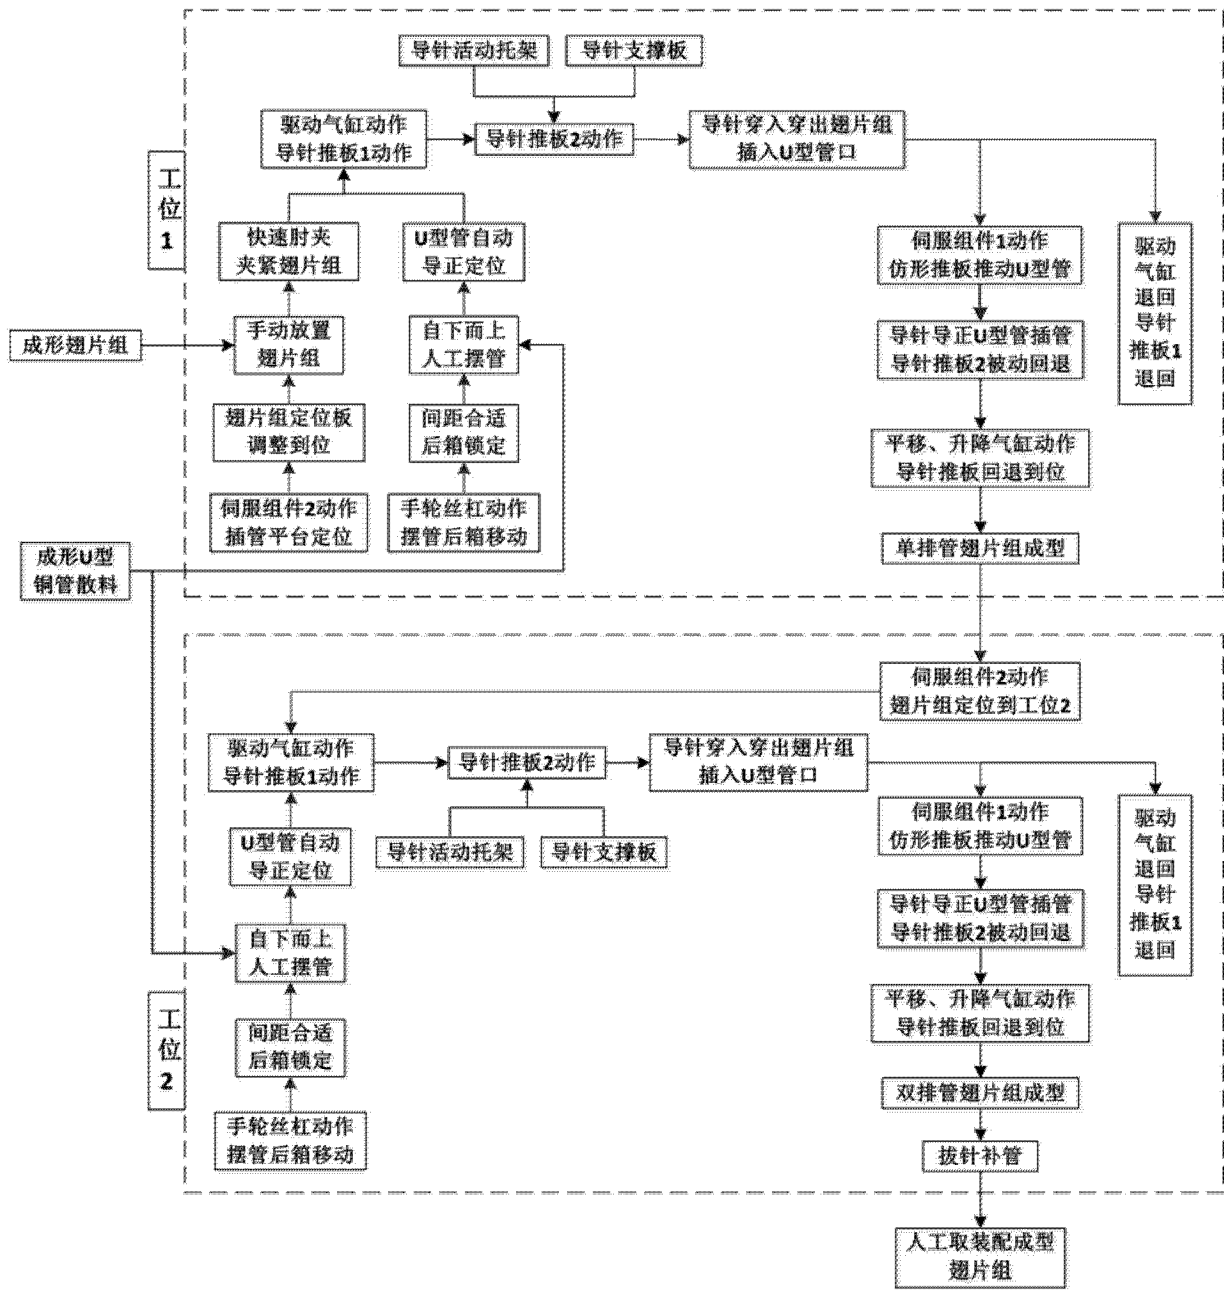 导针活动托架
导针支撑板
驱动气缸动作
导针推板1动作
导针推板2动作
导针穿入穿出翅片组
插入U型管口
工位1
快速肘夹
夹紧翅片组
U型管自动
导正定位
伺服组件1动作
仿形推板推动U型管
驱动
气缸
退回
导针
推板1
退回
成形翅片组
手动放置
翅片组
自下而上
人工摆管
导针导正U型管插管
导针推板2被动回退
翅片组定位板
调整到位
间距合适
后箱锁定
平移、升降气缸动作
导针推板回退到位
伺服组件2动作
插管平台定位
手轮丝杠动作
摆管后箱移动
单排管翅片组成型
成形U型
铜管散料
伺服组件2动作
翅片组定位到工位2
驱动气缸动作
导针推板1动作
导针推板2动作
导针穿入穿出翅片组
插入U型管口
U型管自动
导正定位
导针活动托架
导针支撑板
伺服组件1动作
仿形推板推动U型管
驱动
气缸
退回
导针
推板1
退回
自下而上
人工摆管
导针导正U型管插管
导针推板2被动回退
工位2
间距合适
后箱锁定
平移、升降气缸动作
导针推板回退到位
手轮丝杠动作
摆管后箱移动
双排管翅片组成型
拔针补管
人工取装配成型
翅片组